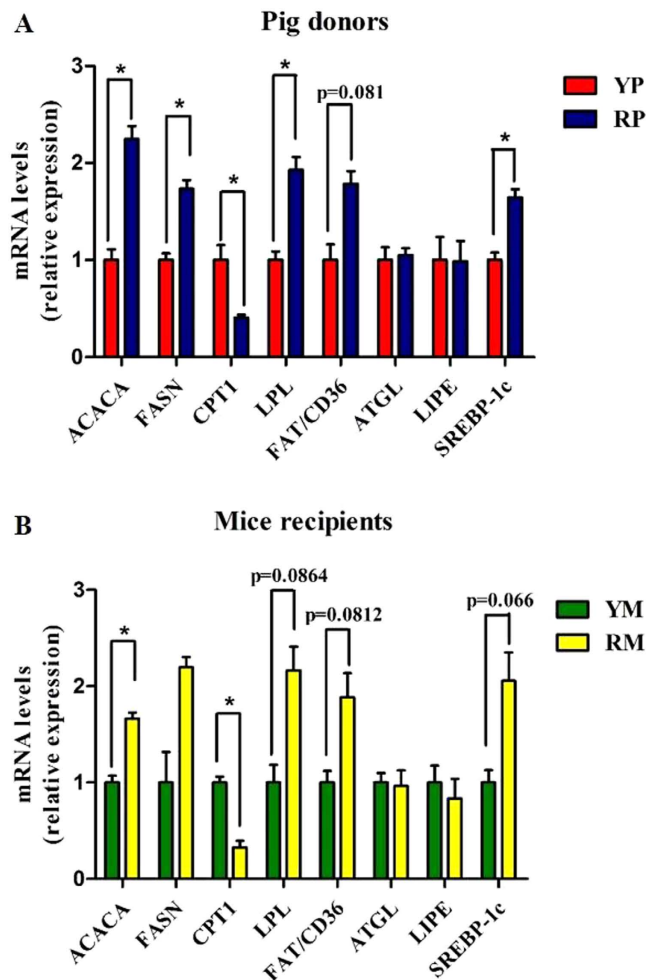 A
Pig donors
mRNA levels
(relative expression)
3
2
1
0
*
*
*
*
p=0.081
*
YP
RP
ACACA
FASN
CPT1
LPL
FAT/CD36
ATGL
LIPE
SREBP-1c
B
Mice recipients
mRNA levels
(relative expression)
3
2
1
0
*
*
p=0.0864
p=0.0812
p=0.066
YM
RM
ACACA
FASN
CPT1
LPL
FAT/CD36
ATGL
LIPE
SREBP-1c